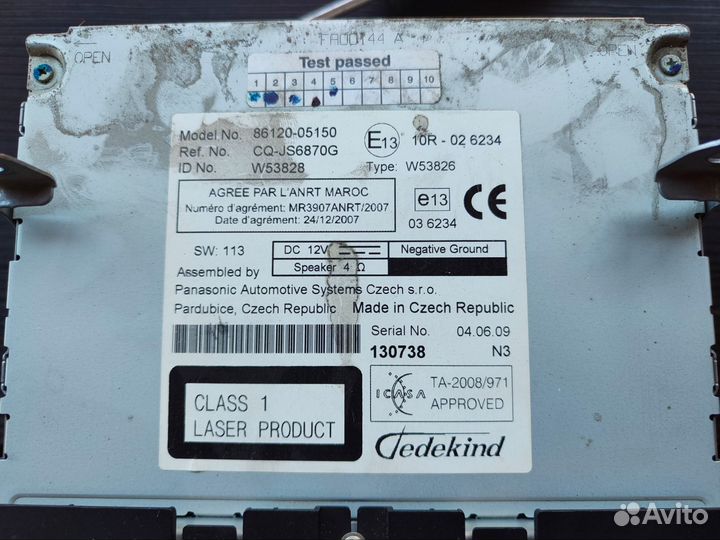 FA00144 A
OPEN
OPEN
Test passed
1 2 3 4 5 6 7 8 9 10
Model No. 86120-05150
Ref. No. CQ-JS6870G
ID No. W53828
E13 10R - 02 6234
Type: W53826
AGRÉE PAR L'ANRT MAROC
Numéro d'agrément: MR3907ANRT/2007
Date d'agrément: 24/12/2007
e13
03 6234
CE
SW: 113
DC 12V
Negative Ground
Speaker 4 Ω
Assembled by
Panasonic Automotive Systems Czech s.r.o.
Pardubice, Czech Republic Made in Czech Republic
Serial No. 04.06.09
130738 N3
CLASS 1
LASER PRODUCT
ICASA
TA-2008/971
APPROVED
Tedekind
Avito